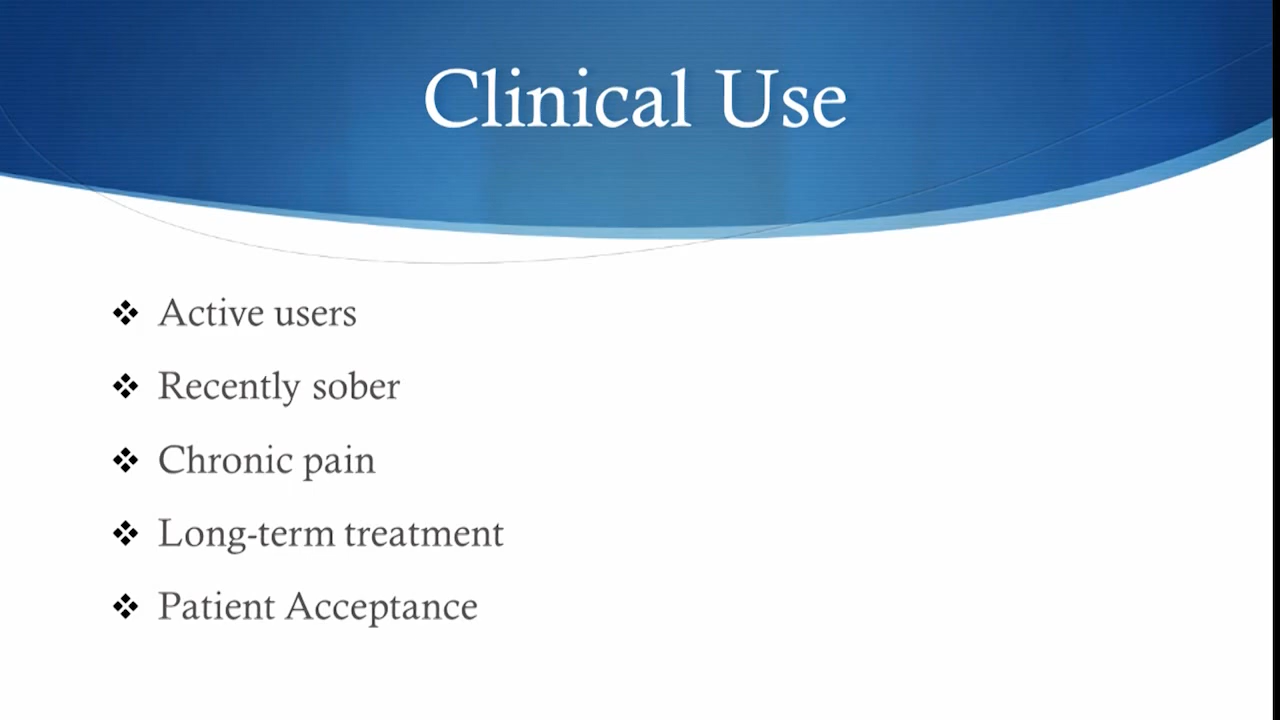 Clinical Use
❖ Active users
❖ Recently sober
❖ Chronic pain
❖ Long-term treatment
❖ Patient Acceptance